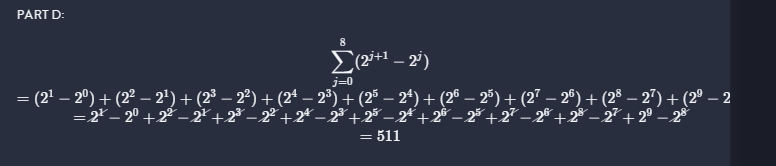 PART D:
8
∑(2^{j+1} − 2^j)
j=0
= (2^1 − 2^0) + (2^2 − 2^1) + (2^3 − 2^2) + (2^4 − 2^3) + (2^5 − 2^4) + (2^6 − 2^5) + (2^7 − 2^6) + (2^8 − 2^7) + (2^9 − 2
= 2^1 − 2^0 + 2^2 − 2^1 + 2^3 − 2^2 + 2^4 − 2^3 + 2^5 − 2^4 + 2^6 − 2^5 + 2^7 − 2^6 + 2^8 − 2^7 + 2^9 − 2^8
= 511